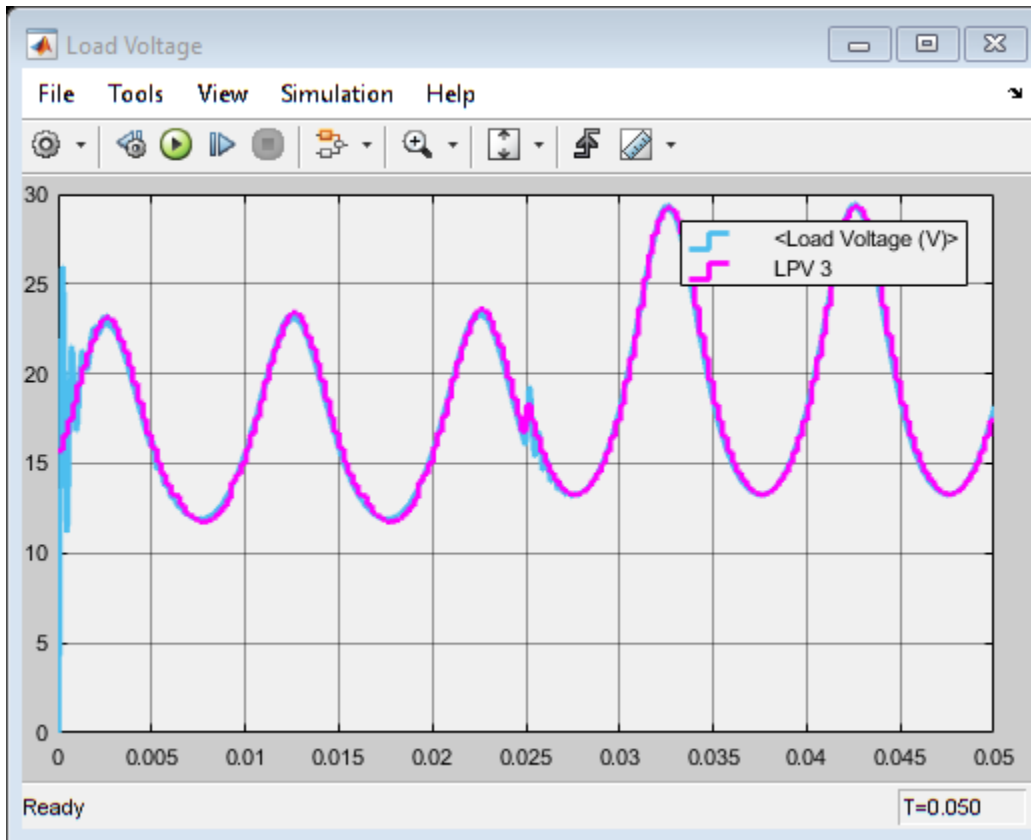 Load Voltage
File Tools View Simulation Help
30
25
20
15
10
5
0
<Load Voltage (V)>
LPV 3
0 0.005 0.01 0.015 0.02 0.025 0.03 0.035 0.04 0.045 0.05
Ready T=0.050